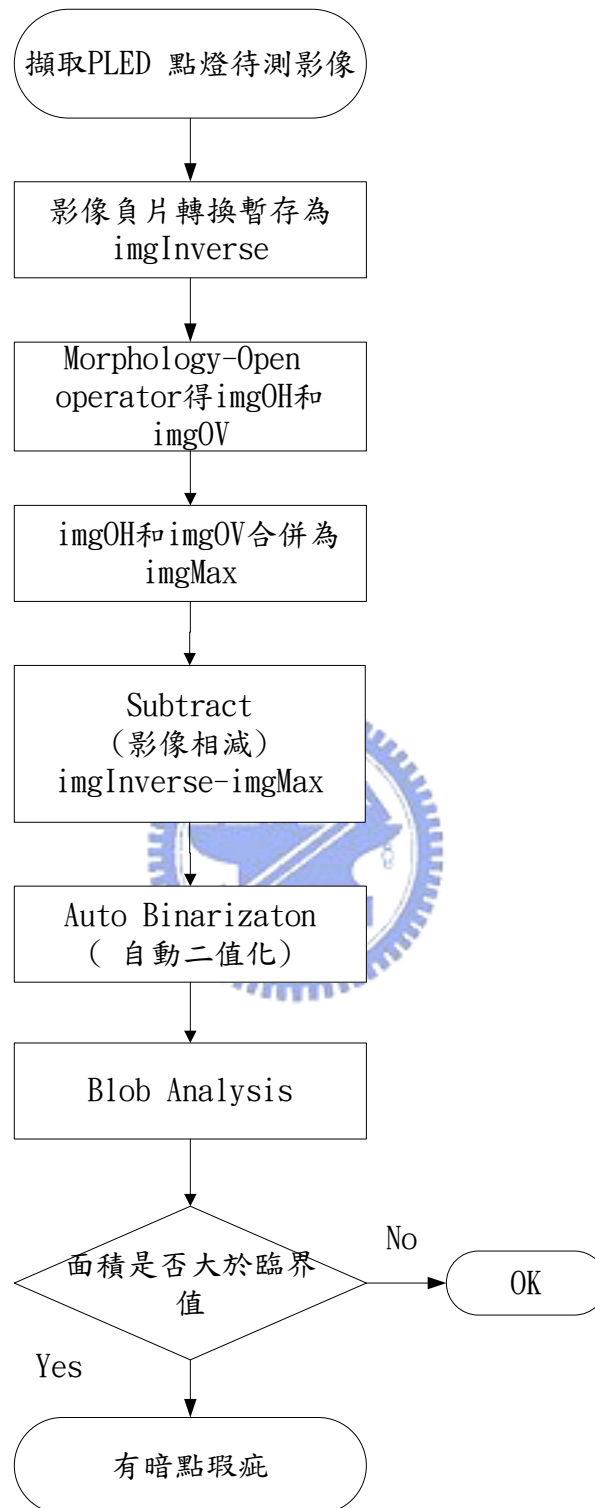 擷取PLED 點燈待測影像
影像負片轉換暫存為
imgInverse
Morphology-Open
operator得imgOH和
imgOV
imgOH和imgOV合併為
imgMax
Subtract
(影像相減)
imgInverse-imgMax
Auto Binarizaton
( 自動二值化)
Blob Analysis
面積是否大於臨界
值
No
OK
Yes
有暗點瑕疵